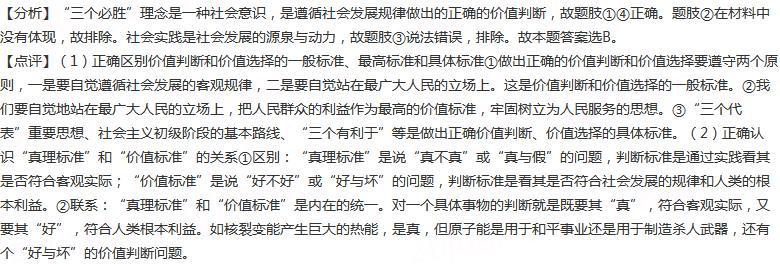 【分析】“三个必胜”理念是一种社会意识，是遵循社会发展规律做出的正确的价值判断，故题肢①④正确。题肢②在材料中
没有体现，故排除。社会实践是社会发展的源泉与动力，故题肢③说法错误，排除。故本题答案选B。
【点评】（1）正确区别价值判断和价值选择的一般标准、最高标准和具体标准①做出正确的价值判断和价值选择要遵守两个原
则，一是要自觉遵循社会发展的客观规律，二是要自觉站在最广大人民的立场上。这是价值判断和价值选择的一般标准。②我
们要自觉地站在最广大人民的立场上，把人民群众的利益作为最高的价值标准，牢固树立为人民服务的思想。③“三个代
表”重要思想、社会主义初级阶段的基本路线、“三个有利于”等是做出正确价值判断、价值选择的具体标准。（2）正确认
识“真理标准”和“价值标准”的关系①区别：“真理标准”是说“真不真”或“真与假”的问题，判断标准是通过实践看其
是否符合客观实际；“价值标准”是说“好不好”或“好与坏”的问题，判断标准是看其是否符合社会发展的规律和人类的根
本利益。②联系：“真理标准”和“价值标准”是内在的统一。对一个具体事物的判断就是既要其“真”，符合客观实际，又
要其“好”，符合人类根本利益。如核裂变能产生巨大的热能，是真，但原子能是用于和平事业还是用于制造杀人武器，还有
个“好与坏”的价值判断问题。